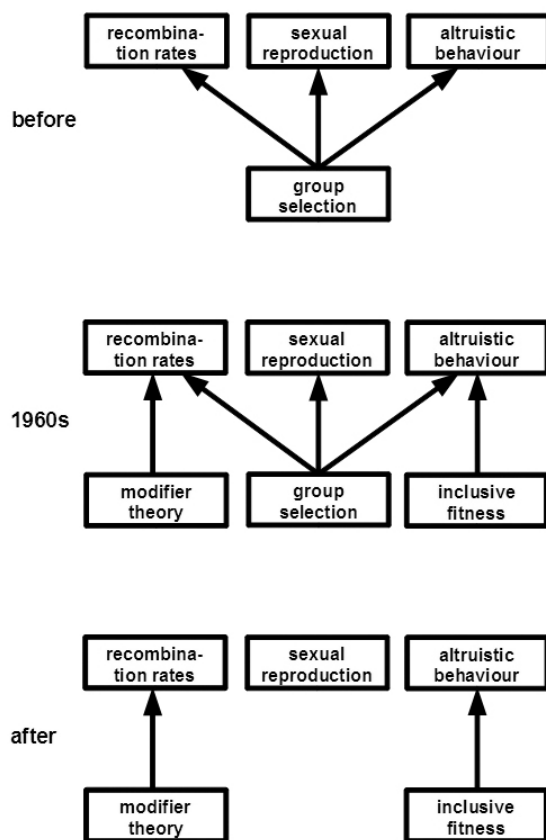 recombina-
tion rates
sexual
reproduction
altruistic
behaviour
before
group
selection
recombina-
tion rates
sexual
reproduction
altruistic
behaviour
1960s
modifier
theory
group
selection
inclusive
fitness
recombina-
tion rates
sexual
reproduction
altruistic
behaviour
after
modifier
theory
inclusive
fitness